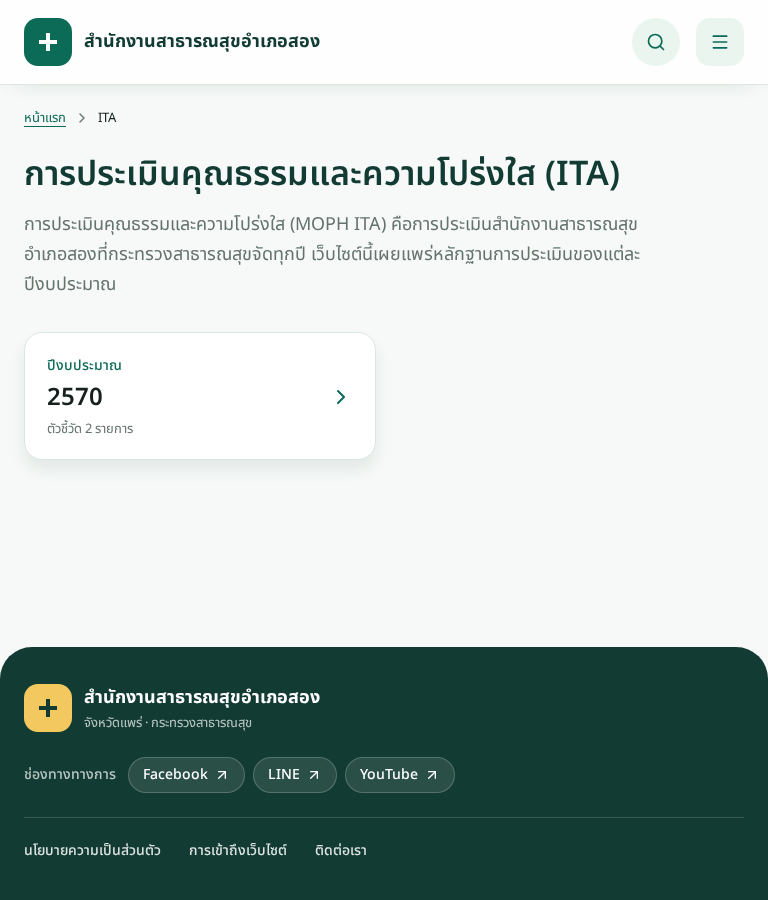 สำนักงานสาธารณสุขอำเภอสอง
หน้าแรก
ITA
การประเมินคุณธรรมและความโปร่งใส (ITA)
การประเมินคุณธรรมและความโปร่งใส (MOPH ITA) คือการประเมินสำนักงานสาธารณสุข
อำเภอสองที่กระทรวงสาธารณสุขจัดทุกปี เว็บไซต์นี้เผยแพร่หลักฐานการประเมินของแต่ละ
ปีงบประมาณ
ปีงบประมาณ
2570
ตัวชี้วัด 2 รายการ
สำนักงานสาธารณสุขอำเภอสอง
จังหวัดแพร่ · กระทรวงสาธารณสุข
ช่องทางทางการ
Facebook
LINE
YouTube
นโยบายความเป็นส่วนตัว
การเข้าถึงเว็บไซต์
ติดต่อเรา